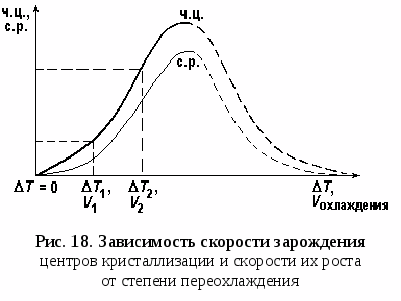 ч.ц.,
с.р.
ч.ц.
с.р.
ΔT = 0
ΔT₁,
V₁
ΔT₂,
V₂
ΔT,
Vохлаждения
Рис. 18. Зависимость скорости зарождения
центров кристаллизации и скорости их роста
от степени переохлаждения